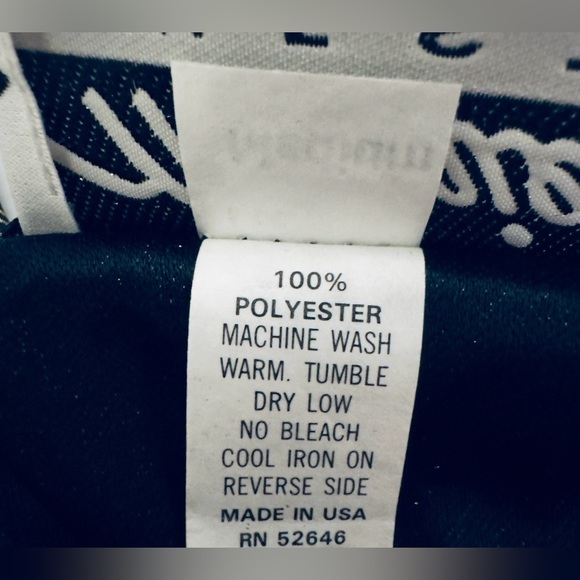 100%
POLYESTER
MACHINE WASH
WARM. TUMBLE
DRY LOW
NO BLEACH
COOL IRON ON
REVERSE SIDE
MADE IN USA
RN 52646